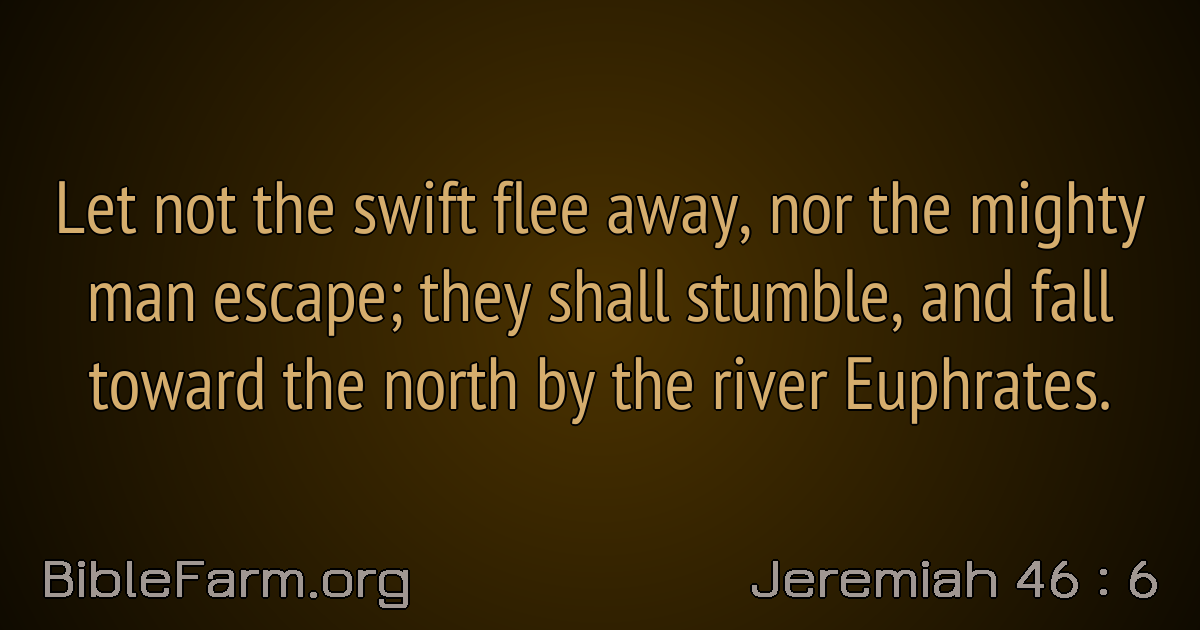 Let not the swift flee away, nor the mighty
man escape; they shall stumble, and fall
toward the north by the river Euphrates.
BibleFarm.org
Jeremiah 46 : 6